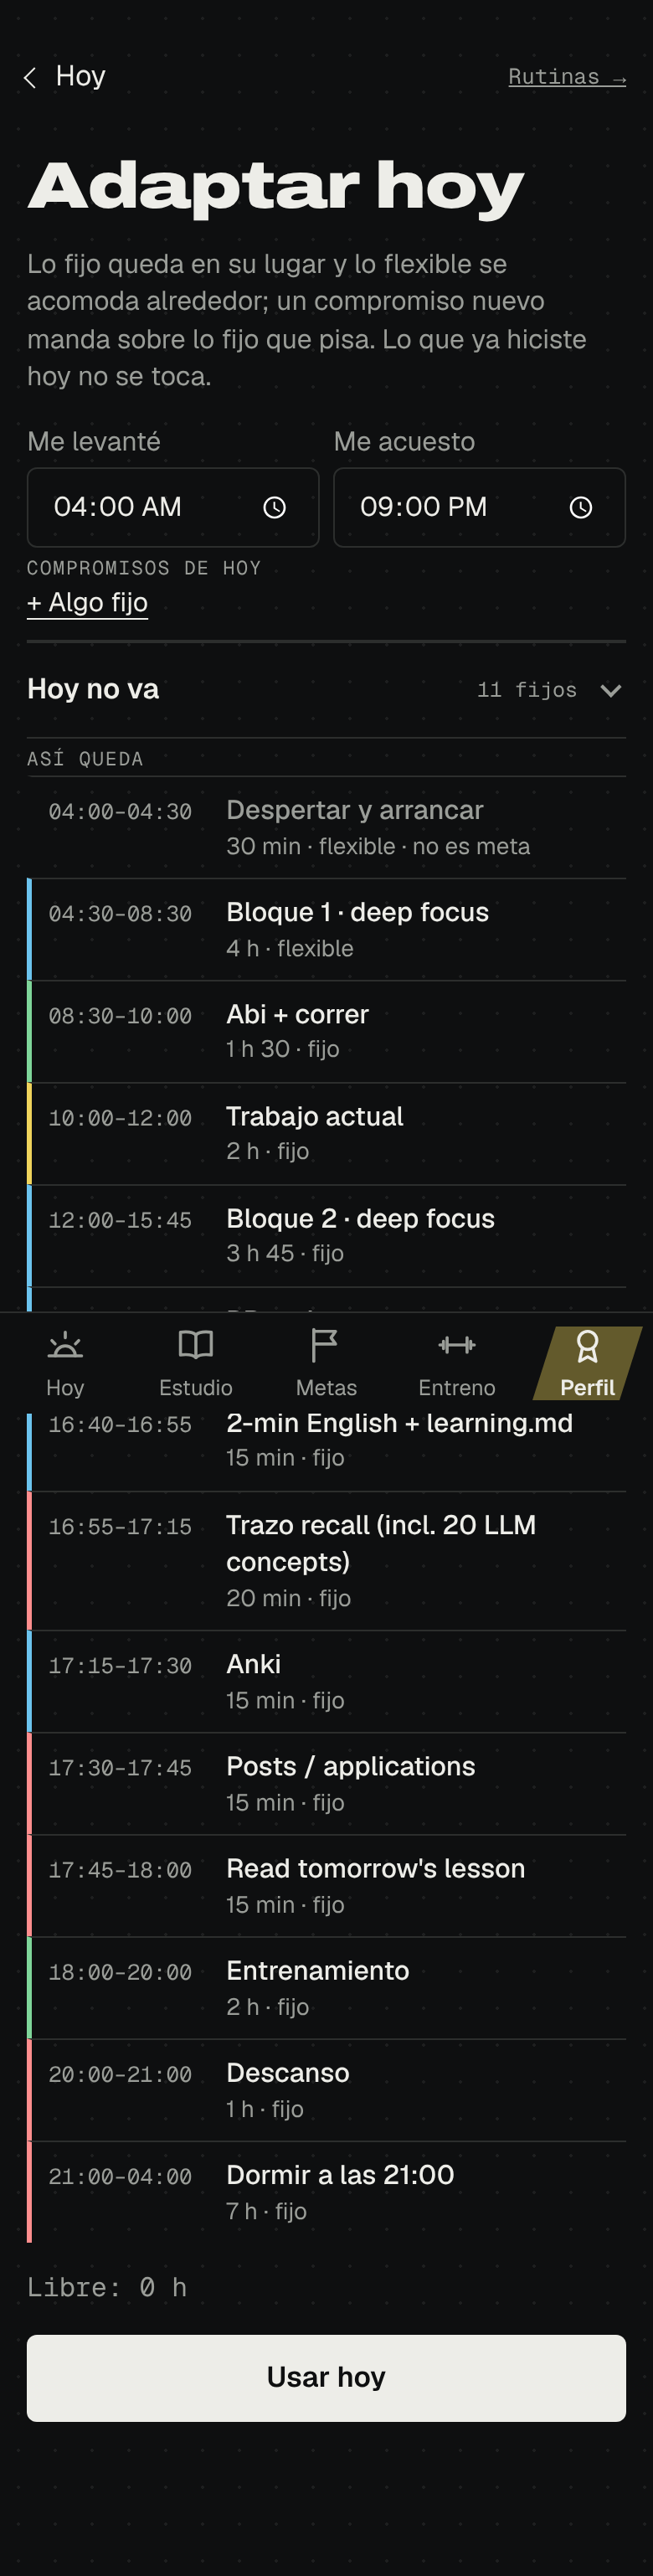 Hoy
Rutinas →
Adaptar hoy
Lo fijo queda en su lugar y lo flexible se
acomoda alrededor; un compromiso nuevo
manda sobre lo fijo que pisa. Lo que ya hiciste
hoy no se toca.
Me levanté
Me acuesto
04:00 AM
09:00 PM
COMPROMISOS DE HOY
+ Algo fijo
Hoy no va
11 fijos
ASÍ QUEDA
04:00–04:30 Despertar y arrancar
30 min · flexible · no es meta
04:30–08:30 Bloque 1 · deep focus
4 h · flexible
08:30–10:00 Abi + correr
1 h 30 · fijo
10:00–12:00 Trabajo actual
2 h · fijo
12:00–15:45 Bloque 2 · deep focus
3 h 45 · fijo
Hoy
Estudio
Metas
Entreno
Perfil
16:40–16:55 2-min English + learning.md
15 min · fijo
16:55–17:15 Trazo recall (incl. 20 LLM
concepts)
20 min · fijo
17:15–17:30 Anki
15 min · fijo
17:30–17:45 Posts / applications
15 min · fijo
17:45–18:00 Read tomorrow's lesson
15 min · fijo
18:00–20:00 Entrenamiento
2 h · fijo
20:00–21:00 Descanso
1 h · fijo
21:00–04:00 Dormir a las 21:00
7 h · fijo
Libre: 0 h
Usar hoy